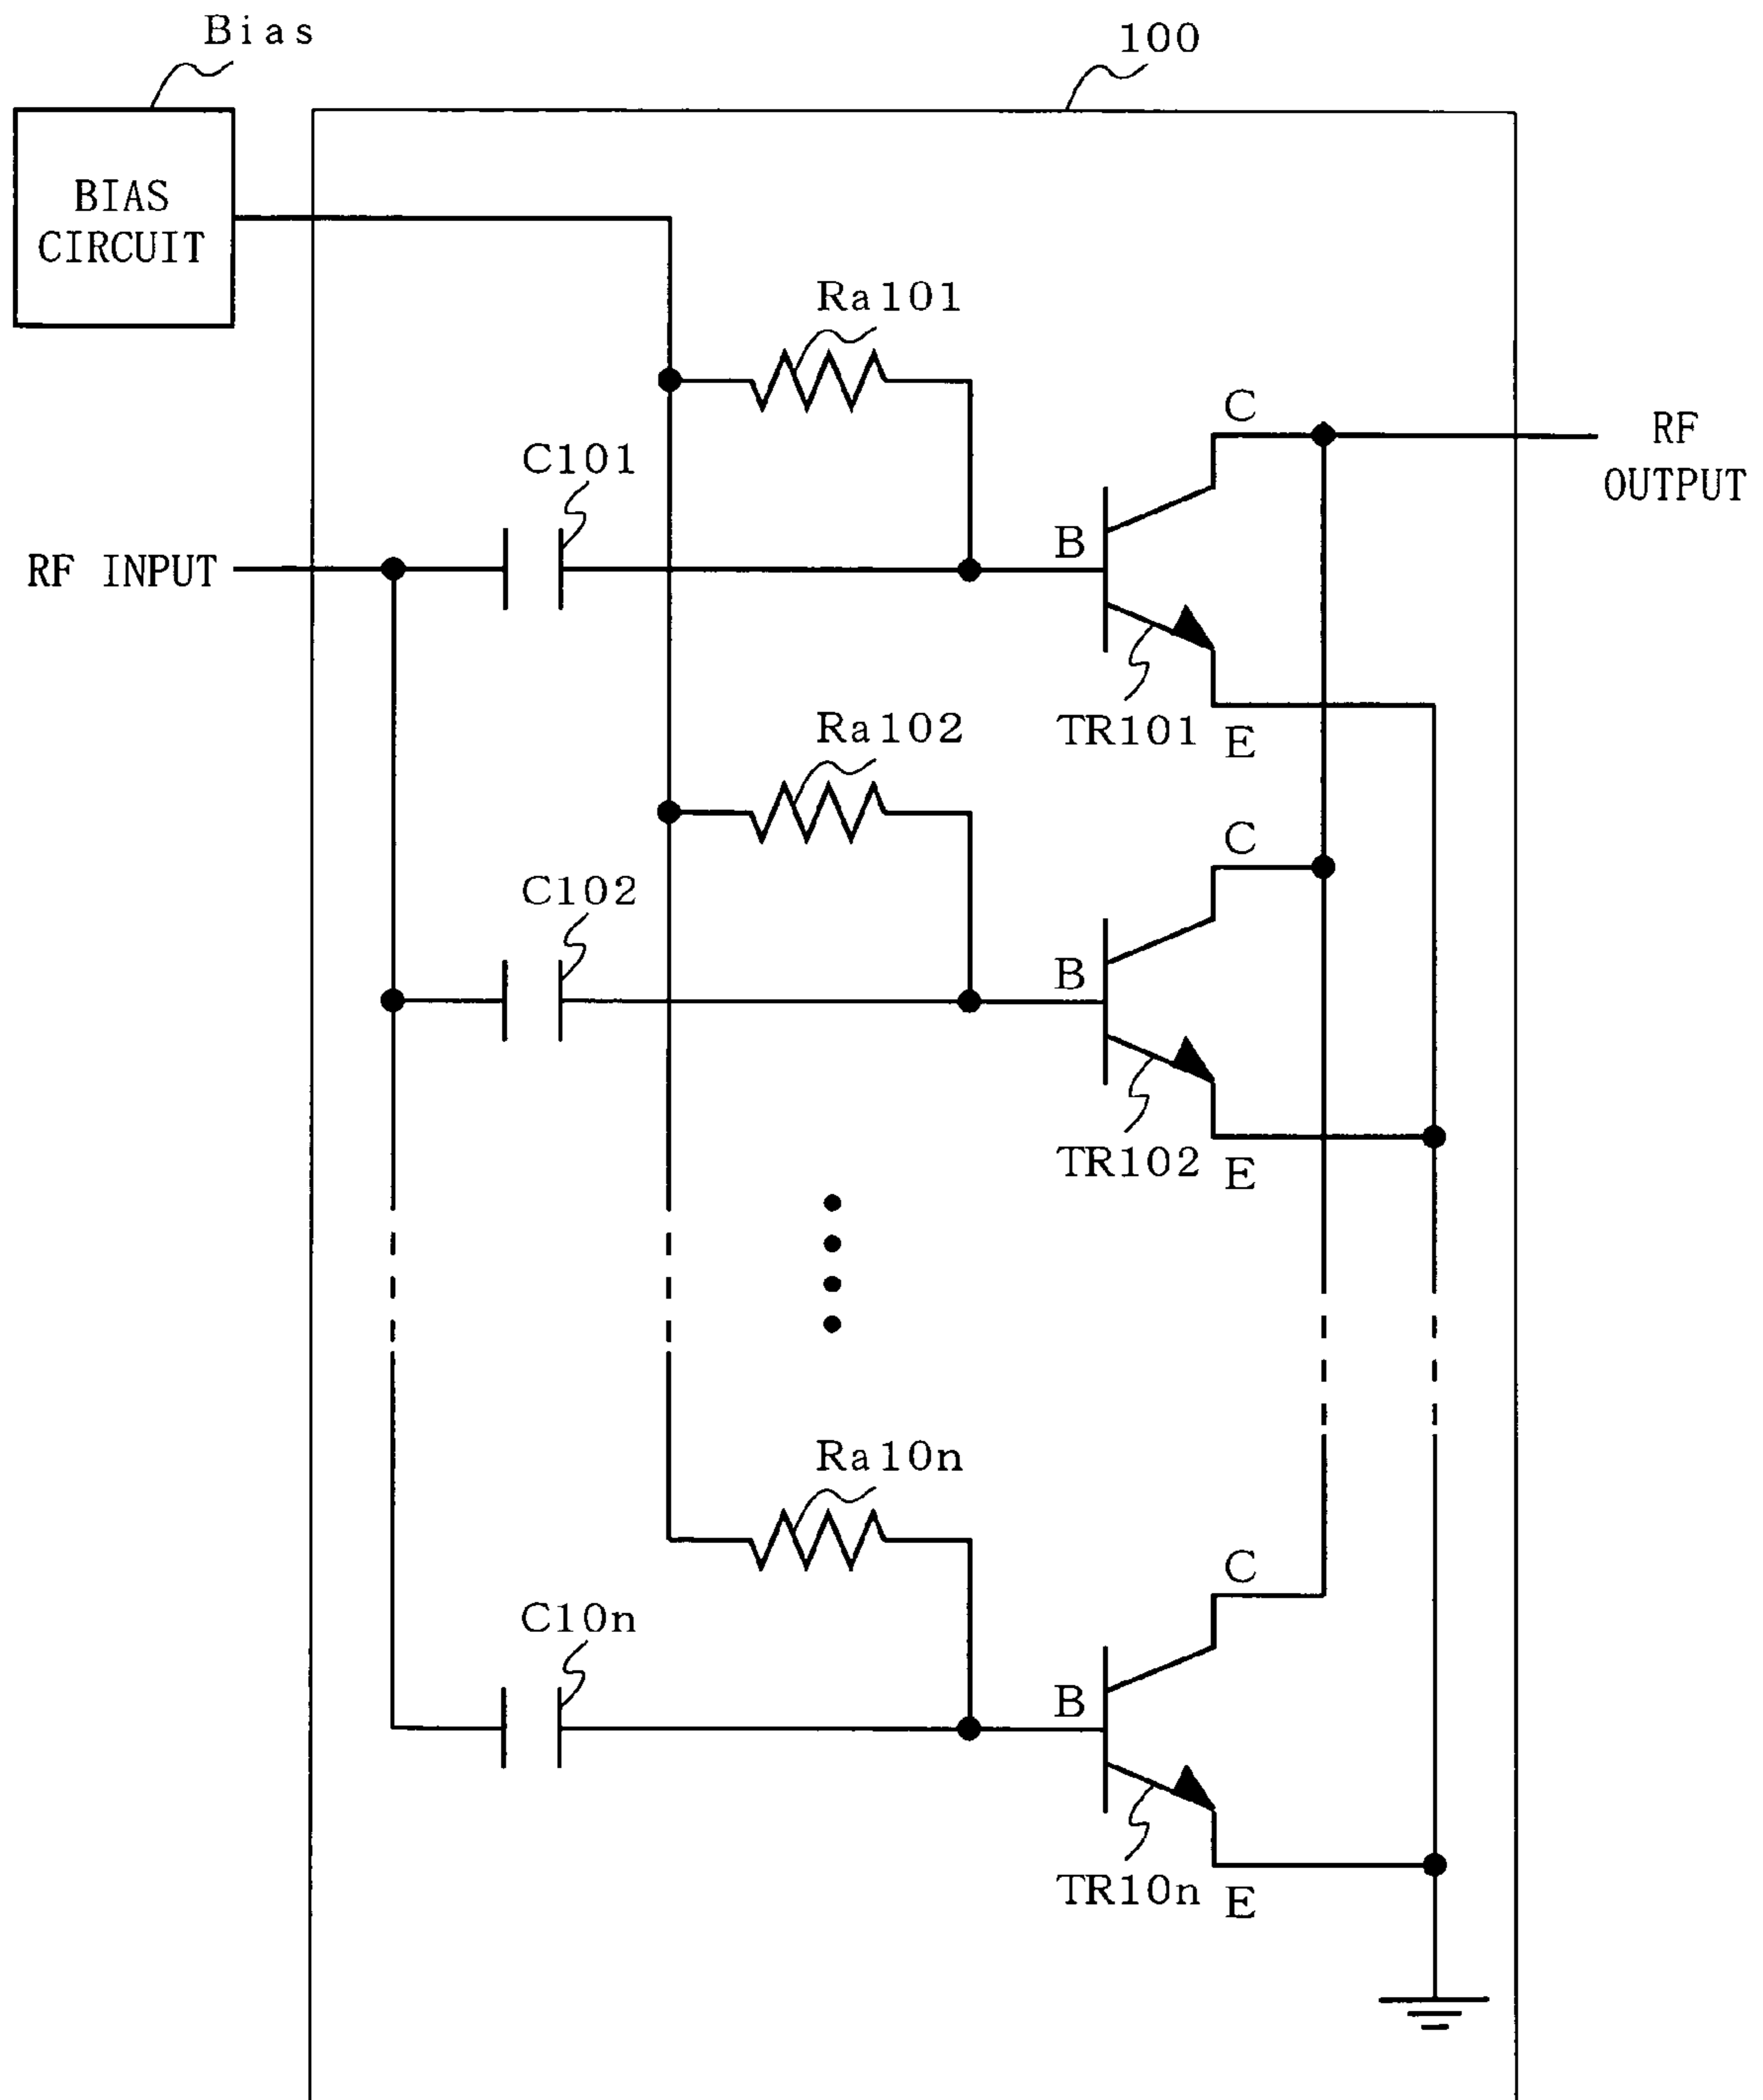 Bias
100
BIAS
CIRCUIT
Ra101
C
RF
OUTPUT
C101
B
RF INPUT
TR101
E
Ra102
C
C102
B
TR102
E
Ra10n
C
C10n
B
TR10n
E